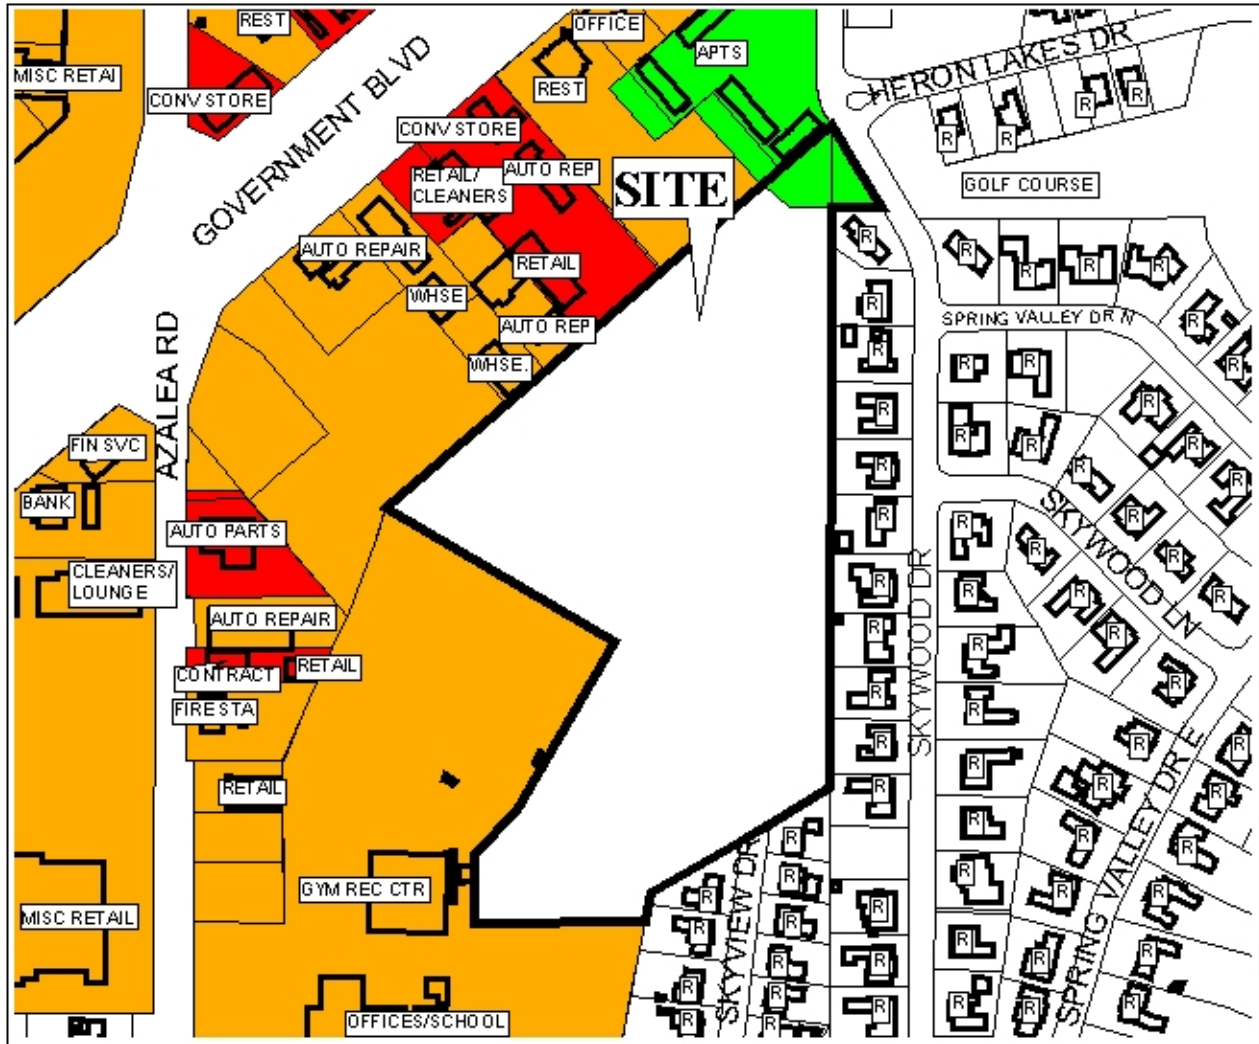 REST
OFFICE
MISC RETAI
APTS
HERON LAKES DR
CONV STORE
REST
GOVERNMENT BLVD
CONV STORE
R
R
R
R
RETAIL/
CLEANERS
AUTO REP
SITE
GOLF COURSE
AUTO REPAIR
RETAIL
R
R
R
R
R
WHSE
AUTO REP
R
SPRING VALLEY DR N
R
WHSE.
R
R
R
R
AZALEA RD
R
R
FIN SVC
R
R
R
R
R
R
BANK
AUTO PARTS
R
R
R
SKYWOOD LN
CLEANERS/
LOUNGE
R
R
R
R
R
R
AUTO REPAIR
R
R
R
SKYWOOD DR
CONTRACT
RETAIL
R
R
R
FIRE STA
R
R
R
R
RETAIL
R
R
R
R
SPRING VALLEY DR E
R
R
R
R
GYM REC CTR
SKYVIEW DR
R
R
R
R
R
MISC RETAIL
R
R
R
R
R
R
R
R
R
R
R
R
R
OFFICES/SCHOOL
R
R
R
R
R